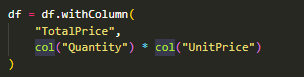 df = df.withColumn(
    "TotalPrice",
    col("Quantity") * col("UnitPrice")
)